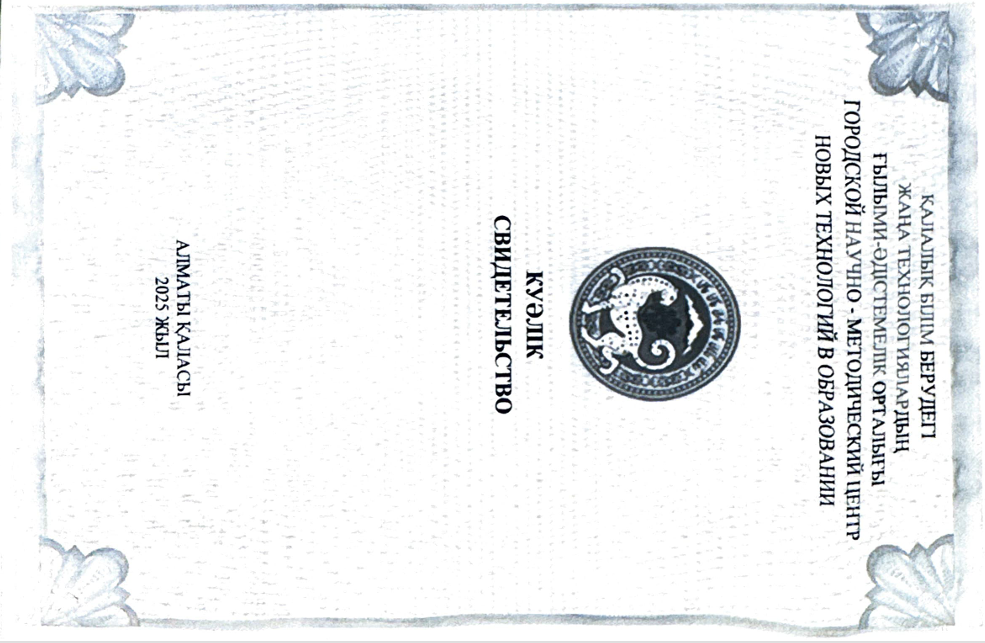 ҚАЛАЛЫҚ БІЛІМ БЕРУДЕГІ
ЖАҢА ТЕХНОЛОГИЯЛАРДЫҢ
ҒЫЛЫМИ-ӘДІСТЕМЕЛІК ОРТАЛЫҒЫ
ГОРОДСКОЙ НАУЧНО - МЕТОДИЧЕСКИЙ ЦЕНТР
НОВЫХ ТЕХНОЛОГИЙ В ОБРАЗОВАНИИ
КУӘЛІК
СВИДЕТЕЛЬСТВО
АЛМАТЫ ҚАЛАСЫ
2025 ЖЫЛ